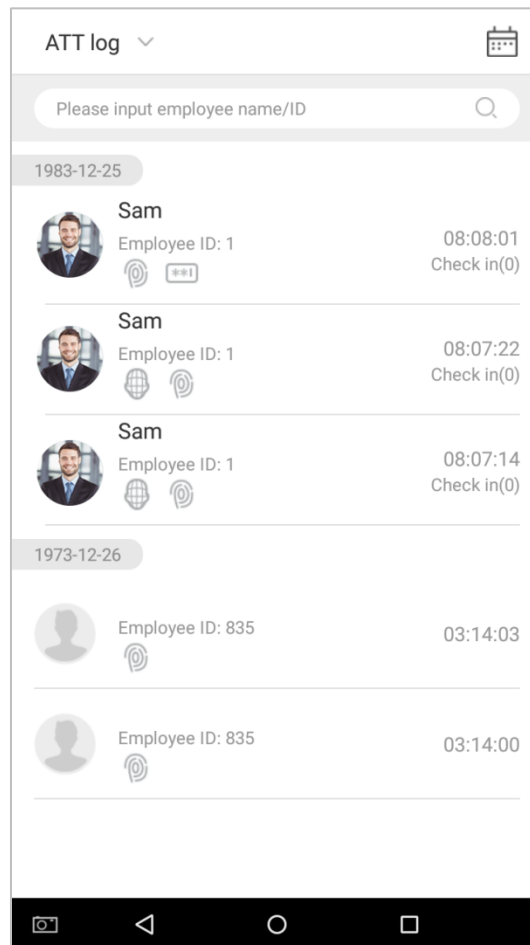 ATT log
Please input employee name/ID
1983-12-25
Sam
Employee ID: 1
08:08:01
Check in(0)
**I
Sam
Employee ID: 1
08:07:22
Check in(0)
Sam
Employee ID: 1
08:07:14
Check in(0)
1973-12-26
Employee ID: 835
03:14:03
Employee ID: 835
03:14:00